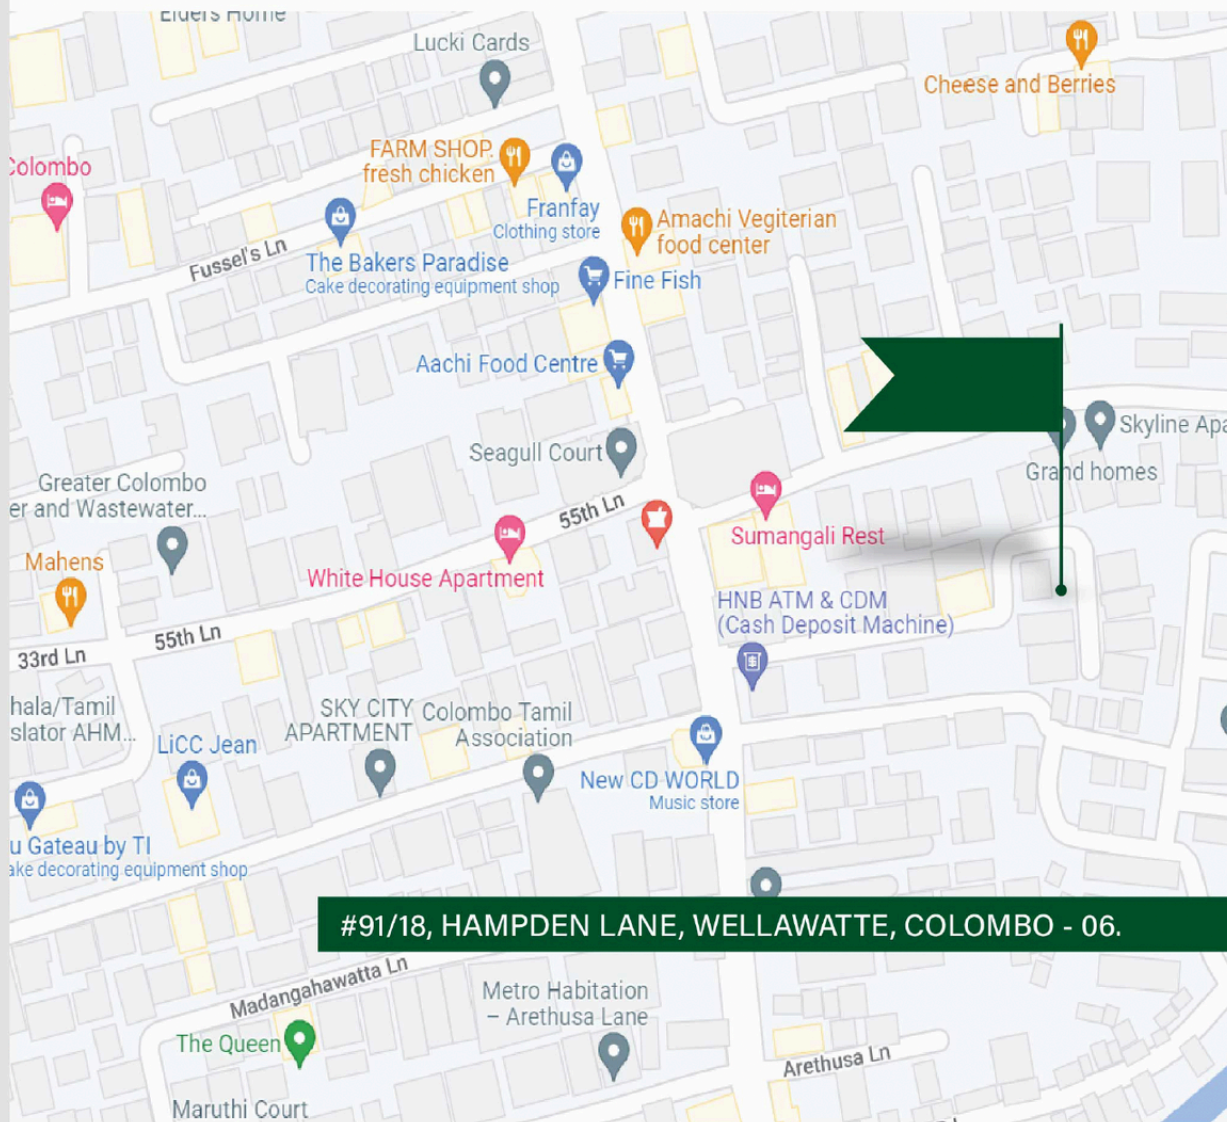 Elders Home
Lucki Cards
Cheese and Berries
FARM SHOP.
fresh chicken
Colombo
Franfay
Clothing store
Amachi Vegiterian
food center
Fussel's Ln
The Bakers Paradise
Cake decorating equipment shop
Fine Fish
Aachi Food Centre
Seagull Court
Skyline Apa
Grand homes
Greater Colombo
er and Wastewater...
55th Ln
Sumangali Rest
Mahens
White House Apartment
HNB ATM & CDM
(Cash Deposit Machine)
55th Ln
33rd Ln
hala/Tamil
slator AHM...
SKY CITY
APARTMENT
Colombo Tamil
Association
LiCC Jean
New CD WORLD
Music store
u Gateau by TI
ake decorating equipment shop
#91/18, HAMPDEN LANE, WELLAWATTE, COLOMBO - 06.
Madangahawatta Ln
Metro Habitation
– Arethusa Lane
The Queen
Arethusa Ln
Maruthi Court